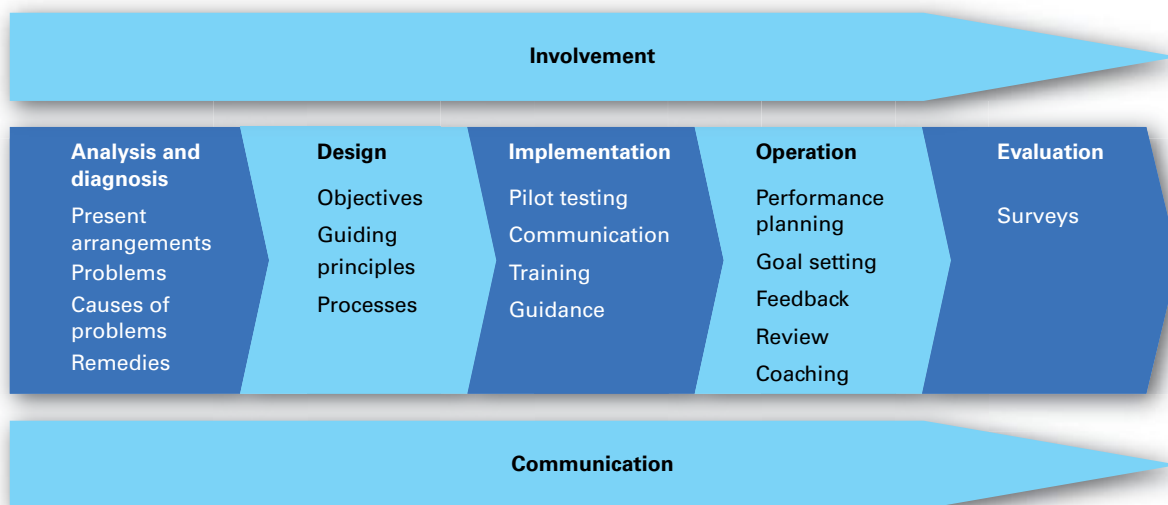 Involvement
Analysis and
diagnosis
Present
arrangements
Problems
Causes of
problems
Remedies
Design
Objectives
Guiding
principles
Processes
Implementation
Pilot testing
Communication
Training
Guidance
Operation
Performance
planning
Goal setting
Feedback
Review
Coaching
Evaluation
Surveys
Communication